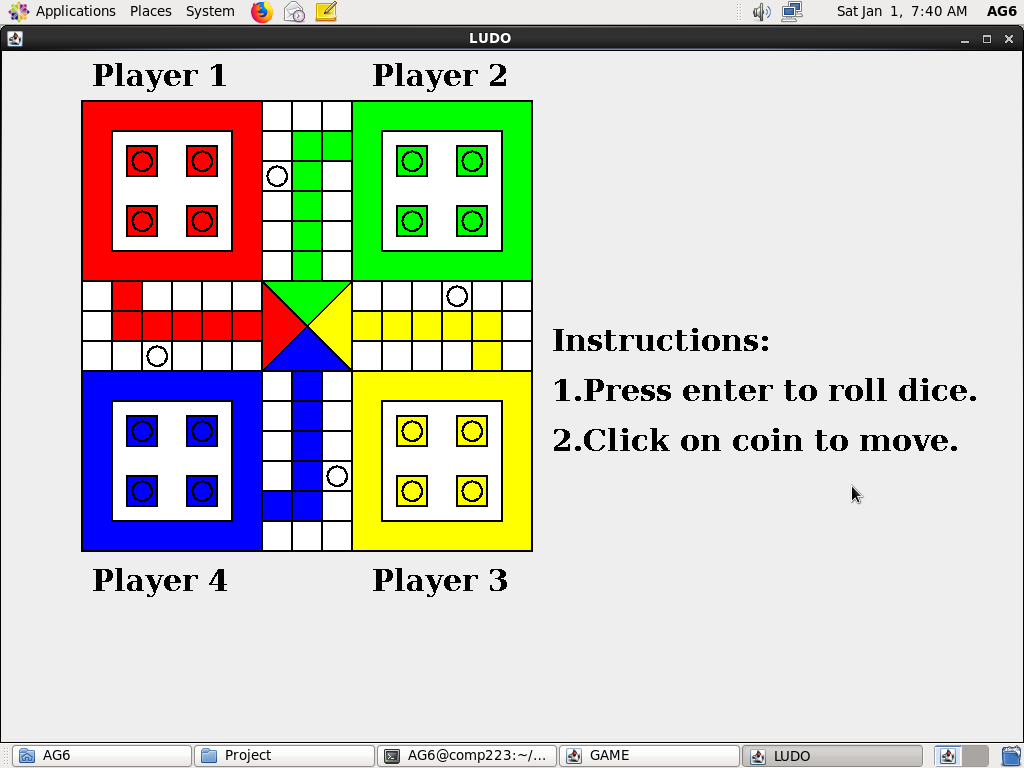 Applications Places System Sat Jan 1, 7:40 AM AG6
LUDO
Player 1 Player 2
Instructions:
1.Press enter to roll dice.
2.Click on coin to move.
Player 4 Player 3
AG6 Project AG6@comp223:~/... GAME LUDO